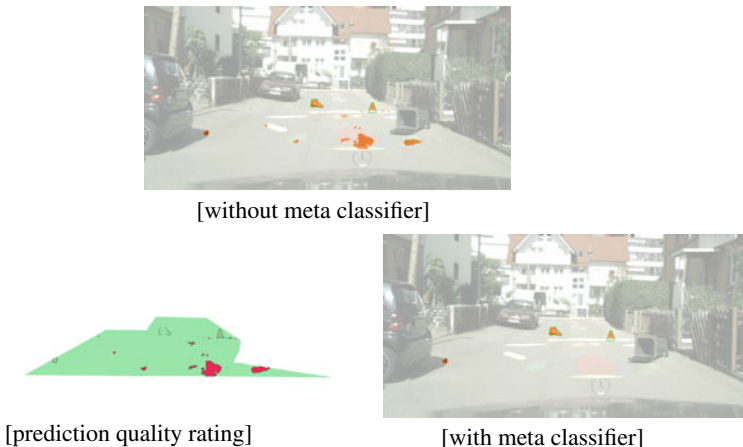 [without meta classifier]
[prediction quality rating]
[with meta classifier]